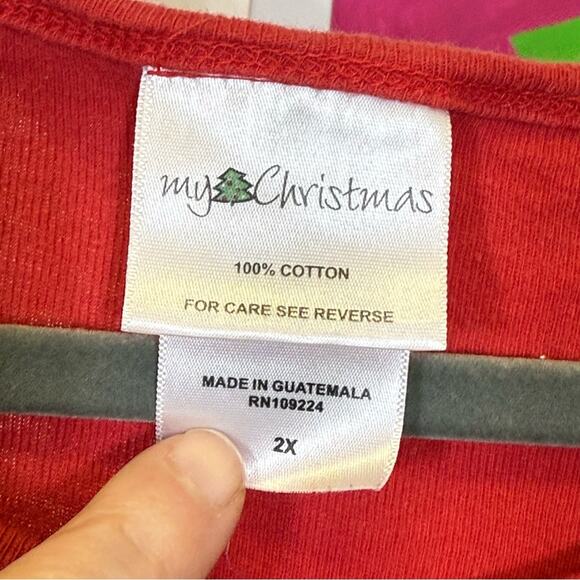 my Christmas
100% COTTON
FOR CARE SEE REVERSE
MADE IN GUATEMALA
RN109224
2X